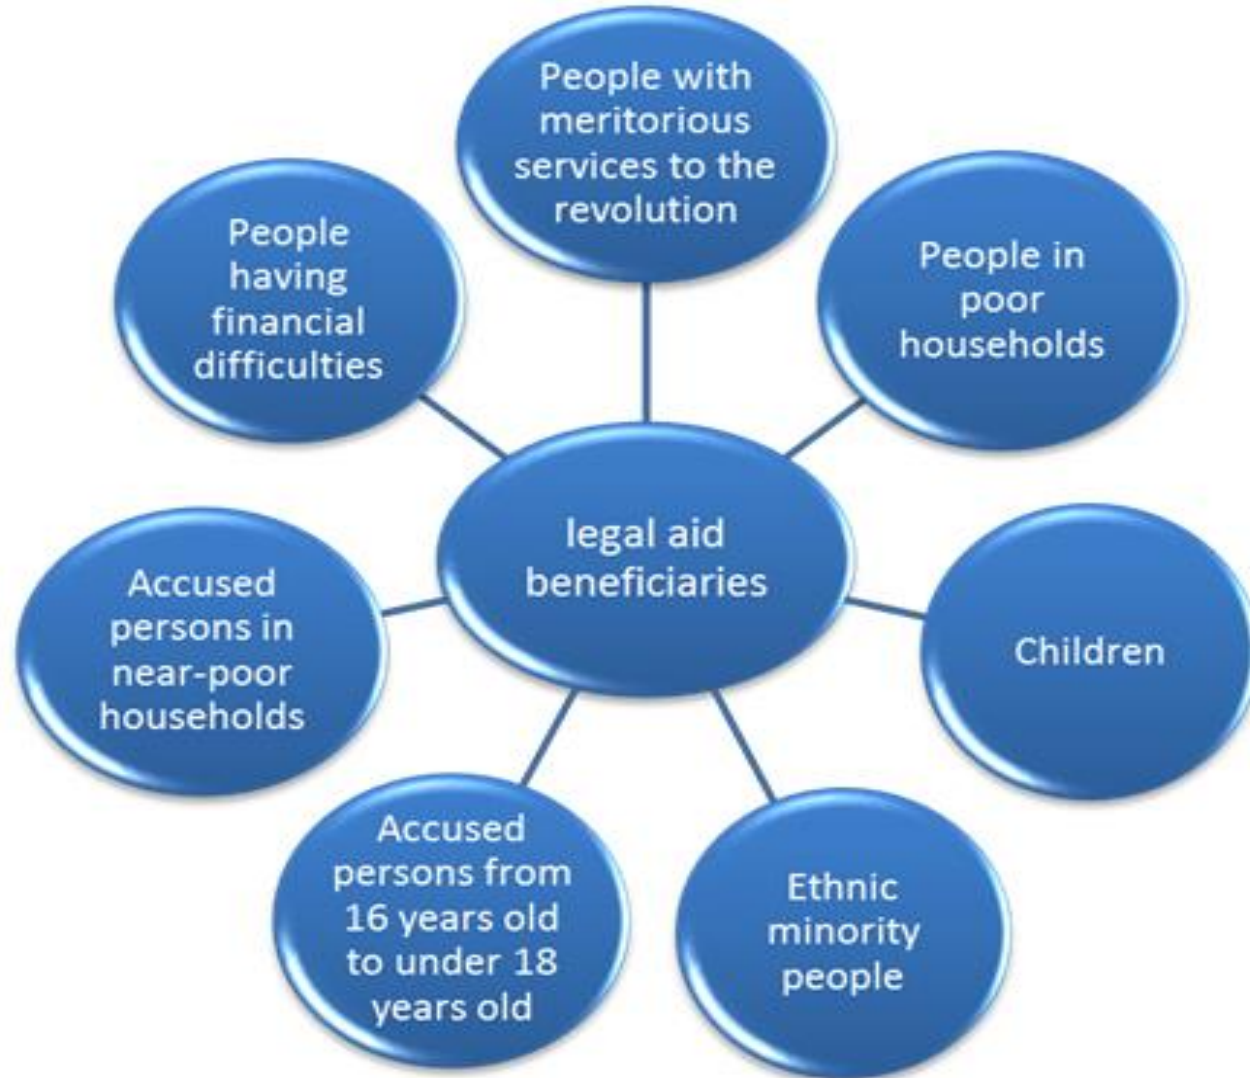 People with
meritorious
services to the
revolution
People
having
financial
difficulties
People in
poor
households
legal aid
beneficiaries
Accused
persons in
near-poor
households
Children
Accused
persons from
16 years old
to under 18
years old
Ethnic
minority
people